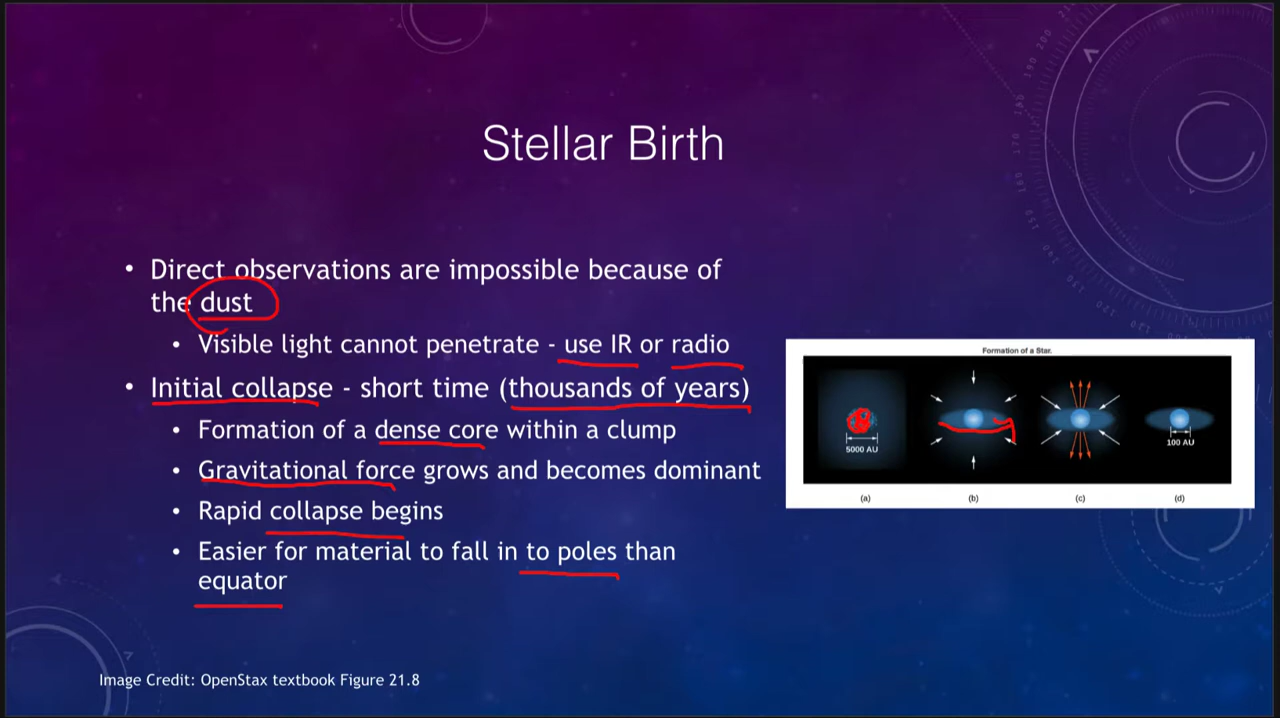 Stellar Birth
• Direct observations are impossible because of
the dust
• Visible light cannot penetrate - use IR or radio
• Initial collapse - short time (thousands of years)
• Formation of a dense core within a clump
• Gravitational force grows and becomes dominant
• Rapid collapse begins
• Easier for material to fall in to poles than
equator
Formation of a Star.
5000 AU
100 AU
(a) (b) (c) (d)
Image Credit: OpenStax textbook Figure 21.8